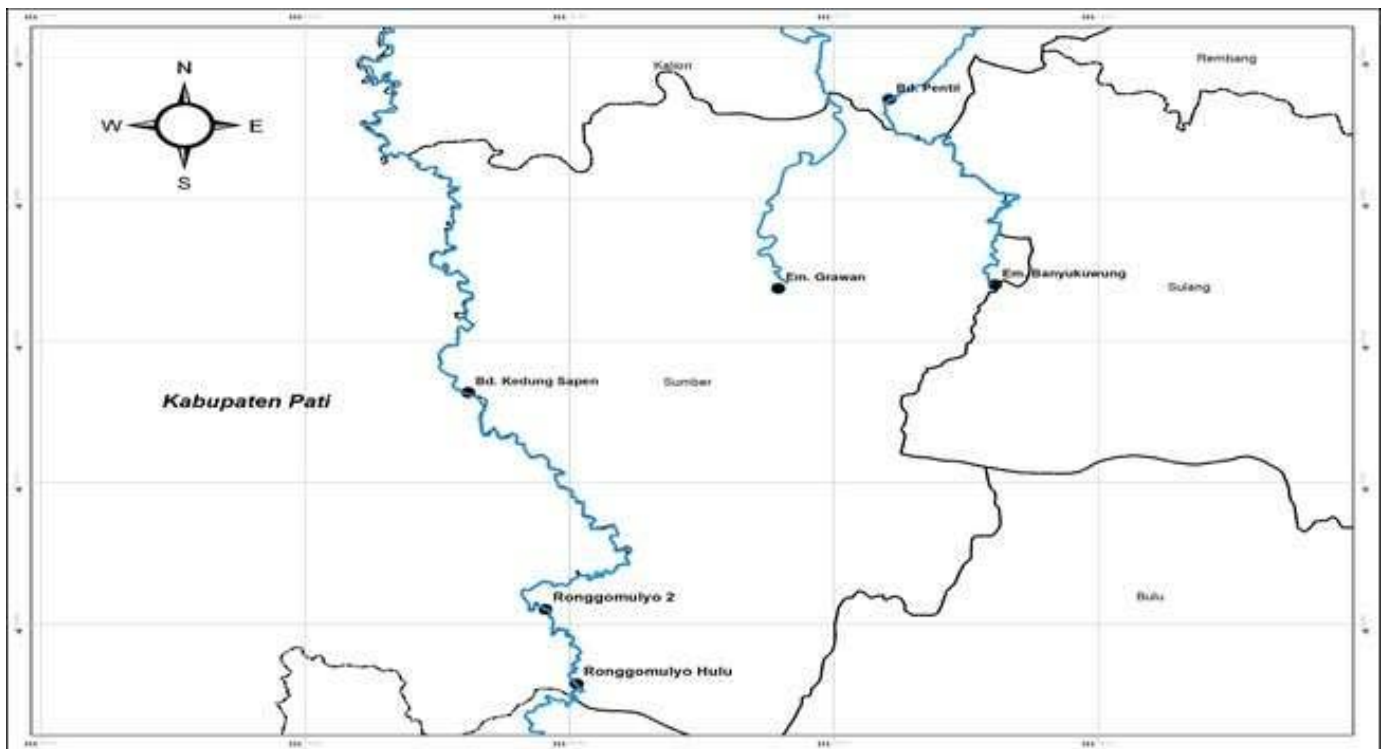 Kaliori
Rembang
N
Bd. Pentil
W
E
S
Em. Grawan
Em. Banyukuwung
Sulang
Bd. Kedung Sapen
Sumber
Kabupaten Pati
Ronggomulyo 2
Bulu
Ronggomulyo Hulu